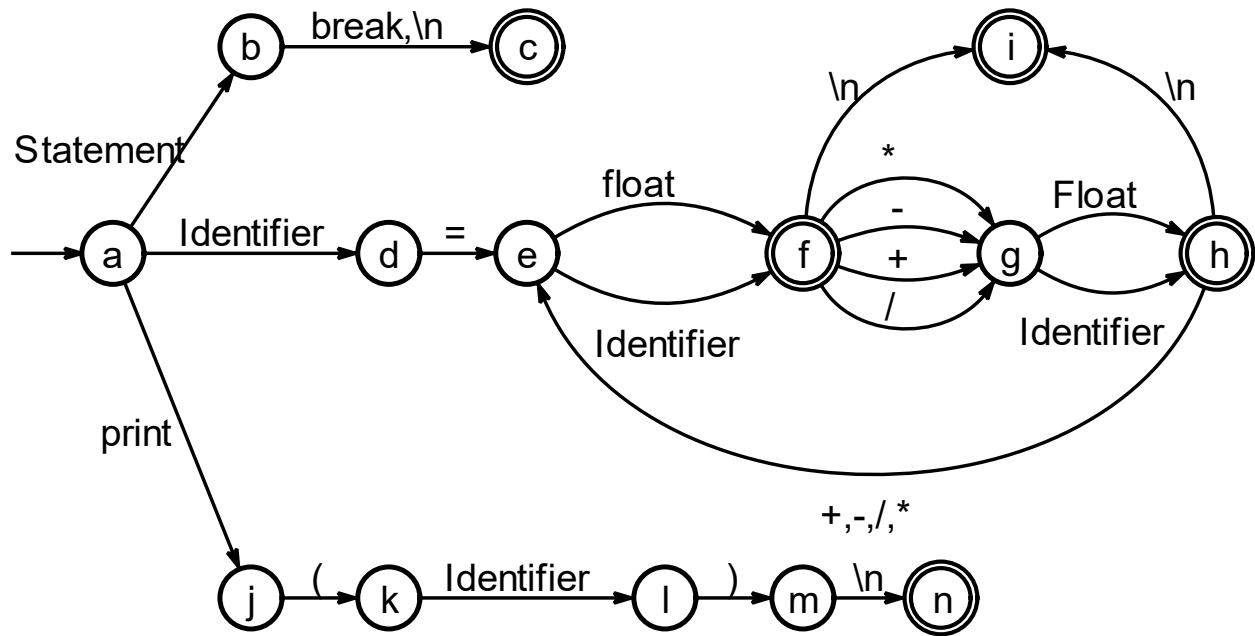 b break,\n c i
\n \n
Statement
*
float Float
-
a Identifier d = e f + g h
/
Identifier Identifier
print
+,-,/,*
j ( k Identifier l ) m \n n